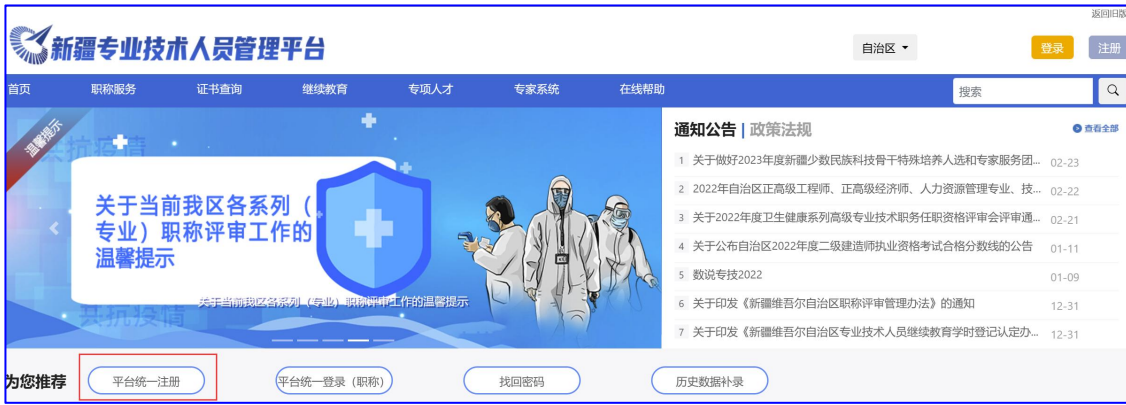 返回旧版
新疆专业技术人员管理平台
自治区
登录
注册
首页 职称服务 证书查询 继续教育 专项人才 专家系统 在线帮助
搜索
温馨提示
共抗疫情
关于当前我区各系列（
专业）职称评审工作的
温馨提示
关于当前我区各系列（专业）职称评审工作的温馨提示
共抗疫情
通知公告 | 政策法规
查看全部
1 关于做好2023年度新疆少数民族科技骨干特殊培养人选和专家服务团... 02-23
2 2022年自治区正高级工程师、正高级经济师、人力资源管理专业、技... 02-22
3 关于2022年度卫生健康系列高级专业技术职务任职资格评审会评审通... 02-21
4 关于公布自治区2022年度二级建造师执业资格考试合格分数线的公告 01-11
5 数说专技2022 01-09
6 关于印发《新疆维吾尔自治区职称评审管理办法》的通知 12-31
7 关于印发《新疆维吾尔自治区专业技术人员继续教育学时登记认定办... 12-31
为您推荐
平台统一注册
平台统一登录（职称）
找回密码
历史数据补录